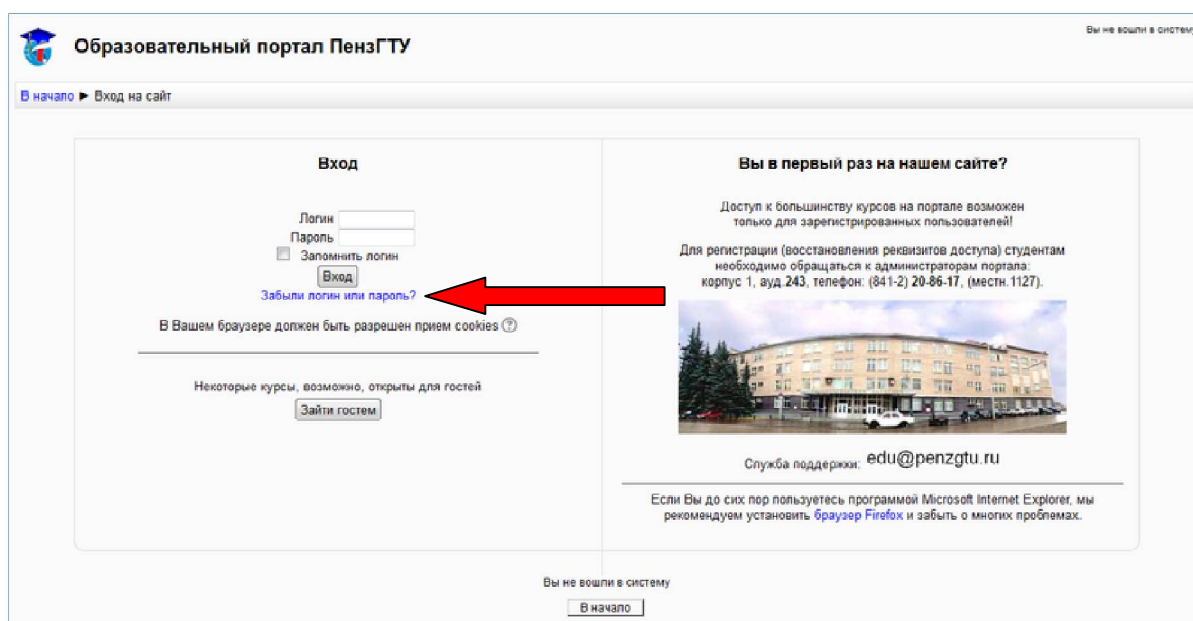 Вы не вошли в систему
Образовательный портал ПензГТУ
В начало ► Вход на сайт
Вход
Логин
Пароль
Запомнить логин
Вход
Забыли логин или пароль?
В Вашем браузере должен быть разрешен прием cookies (?)
Некоторые курсы, возможно, открыты для гостей
Зайти гостем
Вы в первый раз на нашем сайте?
Доступ к большинству курсов на портале возможен
только для зарегистрированных пользователей!
Для регистрации (восстановления реквизитов доступа) студентам
необходимо обращаться к администраторам портала:
корпус 1, ауд.243, телефон: (841-2) 20-86-17, (местн.1127).
Служба поддержки: edu@penzgtu.ru
Если Вы до сих пор пользуетесь программой Microsoft Internet Explorer, мы
рекомендуем установить браузер Firefox и забыть о многих проблемах.
Вы не вошли в систему
В начало